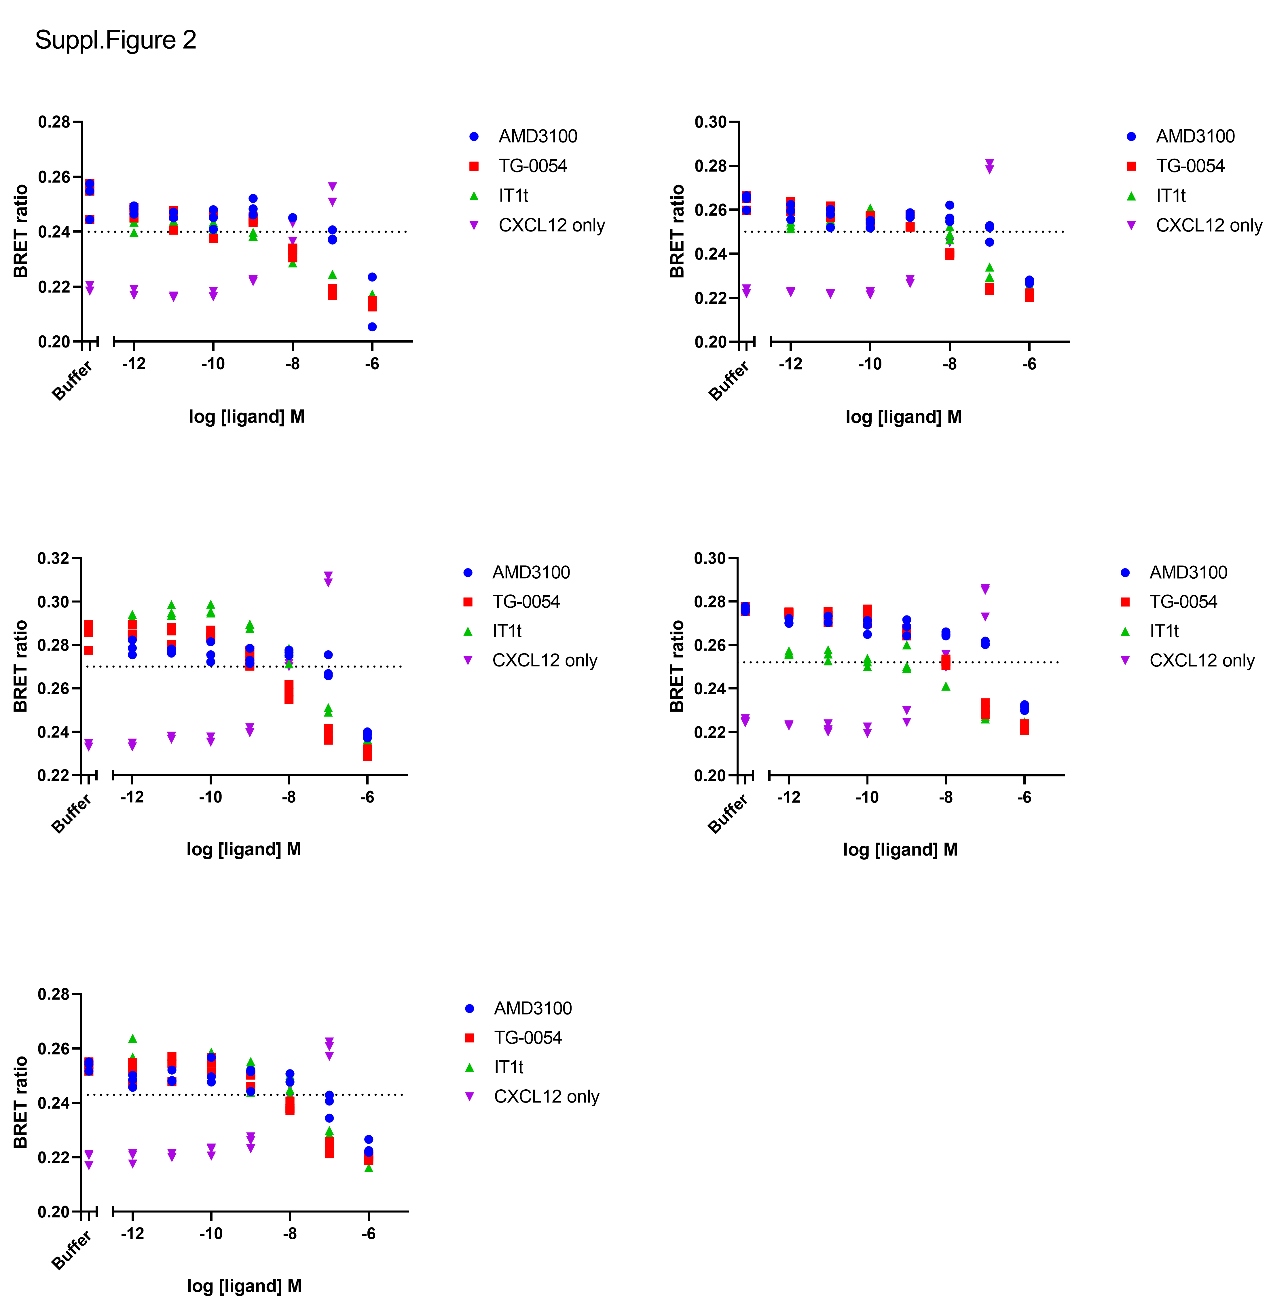 Suppl.Figure 2
0.28
0.26
0.24
0.22
0.20
BRET ratio
Buffer
-12
-10
-8
-6
log [ligand] M
AMD3100
TG-0054
IT1t
CXCL12 only
0.30
0.28
0.26
0.24
0.22
0.20
BRET ratio
Buffer
-12
-10
-8
-6
log [ligand] M
AMD3100
TG-0054
IT1t
CXCL12 only
0.32
0.30
0.28
0.26
0.24
0.22
BRET ratio
Buffer
-12
-10
-8
-6
log [ligand] M
AMD3100
TG-0054
IT1t
CXCL12 only
0.30
0.28
0.26
0.24
0.22
0.20
BRET ratio
Buffer
-12
-10
-8
-6
log [ligand] M
AMD3100
TG-0054
IT1t
CXCL12 only
0.28
0.26
0.24
0.22
0.20
BRET ratio
Buffer
-12
-10
-8
-6
log [ligand] M
AMD3100
TG-0054
IT1t
CXCL12 only